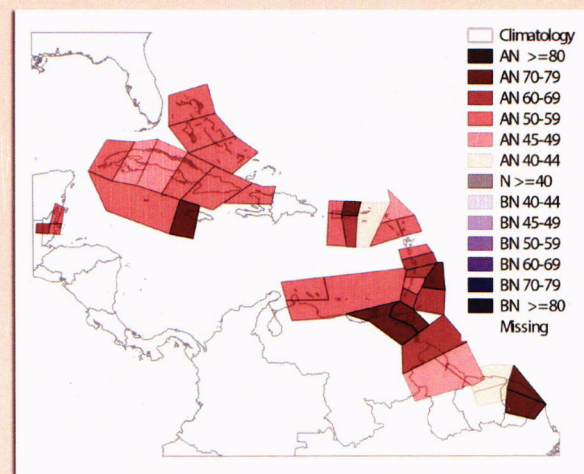 Climatology
AN >=80
AN 70-79
AN 60-69
AN 50-59
AN 45-49
AN 40-44
N >=40
BN 40-44
BN 45-49
BN 50-59
BN 60-69
BN 70-79
BN >=80
Missing